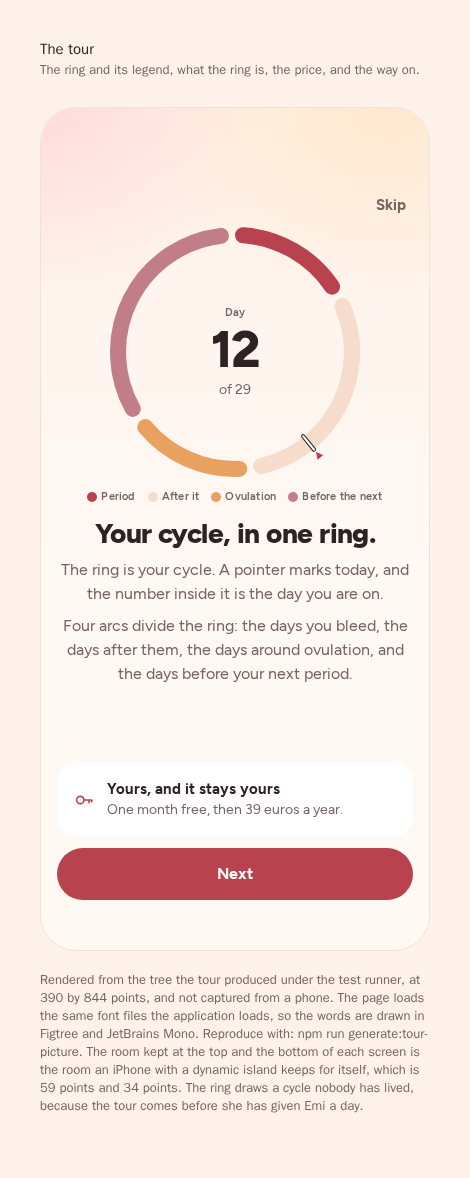 The tour
The ring and its legend, what the ring is, the price, and the way on.
Skip
Day
12
of 29
Period
After it
Ovulation
Before the next
Your cycle, in one ring.
The ring is your cycle. A pointer marks today, and
the number inside it is the day you are on.
Four arcs divide the ring: the days you bleed, the
days after them, the days around ovulation, and
the days before your next period.
Yours, and it stays yours
One month free, then 39 euros a year.
Next
Rendered from the tree the tour produced under the test runner, at
390 by 844 points, and not captured from a phone. The page loads
the same font files the application loads, so the words are drawn in
Figtree and JetBrains Mono. Reproduce with: npm run generate:tour-
picture. The room kept at the top and the bottom of each screen is
the room an iPhone with a dynamic island keeps for itself, which is
59 points and 34 points. The ring draws a cycle nobody has lived,
because the tour comes before she has given Emi a day.